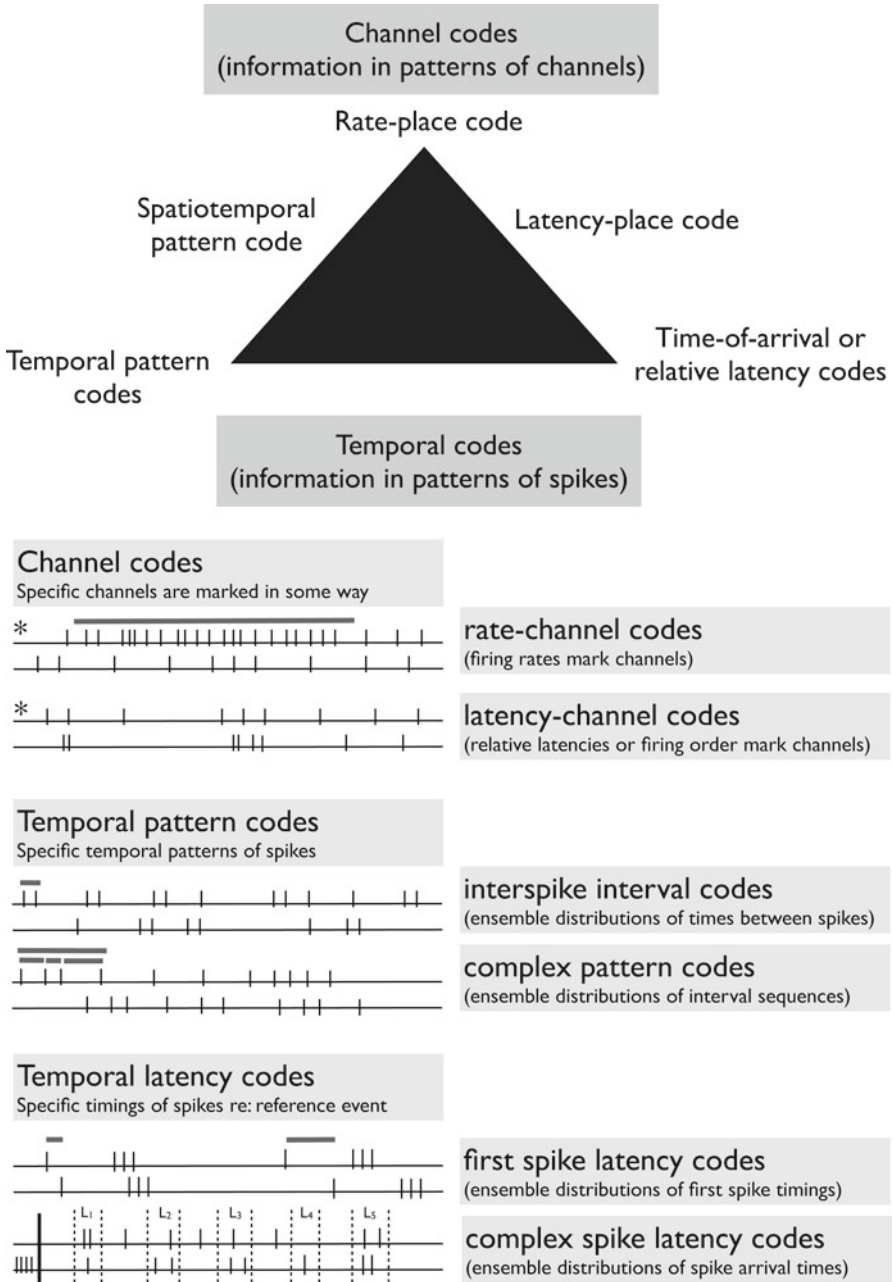 Channel codes
(information in patterns of channels)
Rate-place code
Spatiotemporal
pattern code
Latency-place code
Temporal pattern
codes
Time-of-arrival or
relative latency codes
Temporal codes
(information in patterns of spikes)
Channel codes
Specific channels are marked in some way
*
rate-channel codes
(firing rates mark channels)
*
latency-channel codes
(relative latencies or firing order mark channels)
Temporal pattern codes
Specific temporal patterns of spikes
interspike interval codes
(ensemble distributions of times between spikes)
complex pattern codes
(ensemble distributions of interval sequences)
Temporal latency codes
Specific timings of spikes re: reference event
first spike latency codes
(ensemble distributions of first spike timings)
L1 L2 L3 L4 L5
complex spike latency codes
(ensemble distributions of spike arrival times)